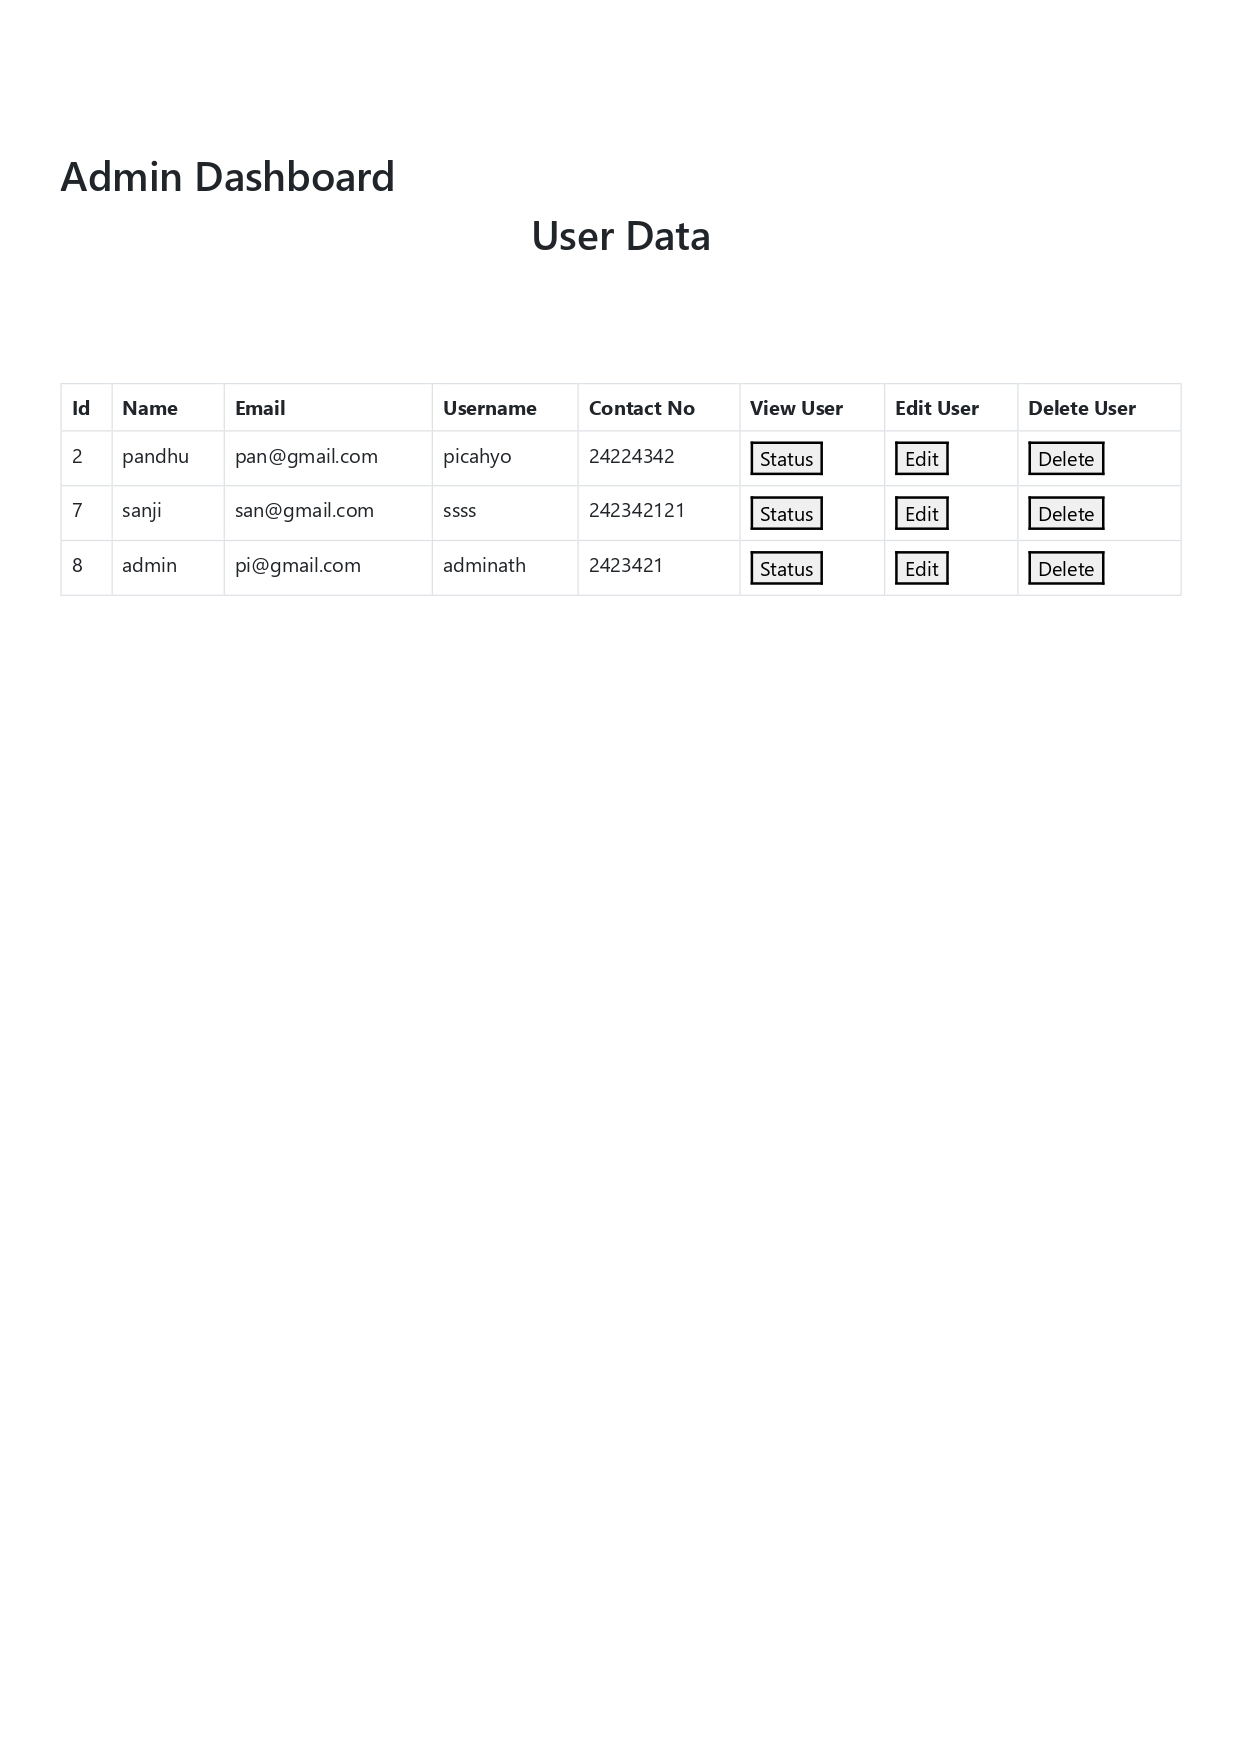 Admin Dashboard
User Data
Id Name Email Username Contact No View User Edit User Delete User
2 pandhu pan@gmail.com picahyo 24224342 Status Edit Delete
7 sanji san@gmail.com ssss 242342121 Status Edit Delete
8 admin pi@gmail.com adminath 2423421 Status Edit Delete